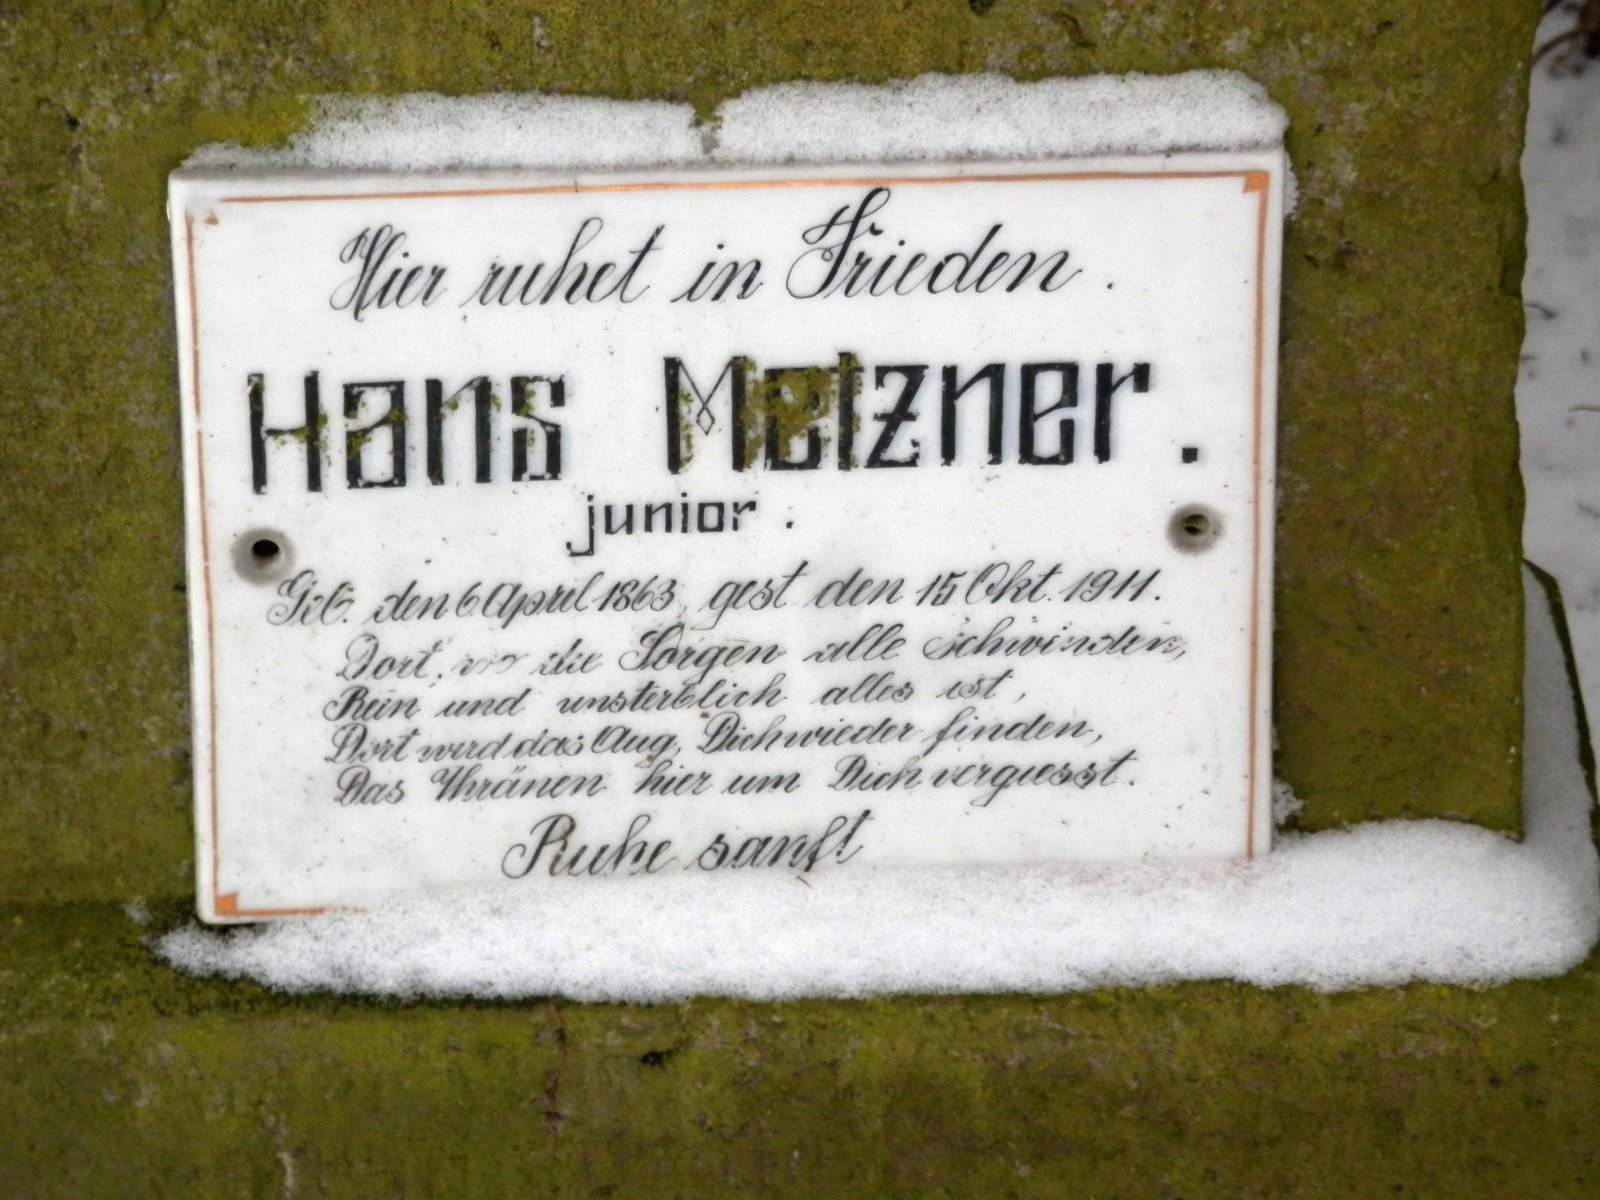 Hier ruhet in Frieden.
Hans Metzner.
junior.
Geb. den 6. April 1863, gest den 15 Okt. 1911.
Dort, wo die Sorgen alle schwinden,
Rein und unsterblich alles ist,
Dort wird das Aug, Dich wieder finden,
Das Thränen hier um Dich vergiesst.
Ruhe sanft!